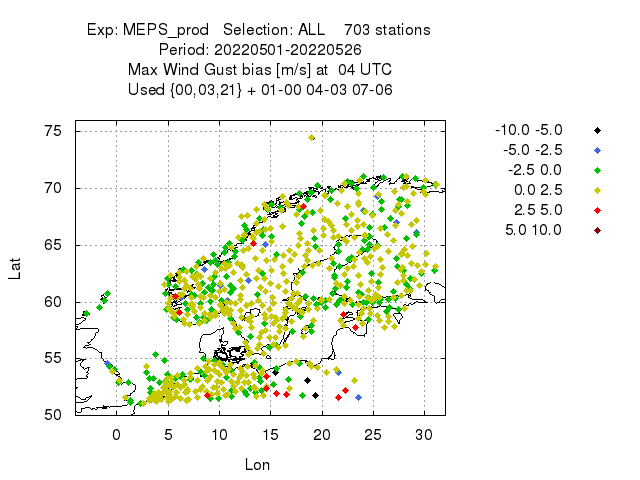 Exp: MEPS_prod   Selection: ALL    703 stations
Period: 20220501-20220526
Max Wind Gust bias [m/s] at  04 UTC
Used {00,03,21} + 01-00 04-03 07-06
-10.0 -5.0
-5.0 -2.5
-2.5 0.0
0.0 2.5
2.5 5.0
5.0 10.0
75
70
65
60
55
50
Lat
0 5 10 15 20 25 30
Lon